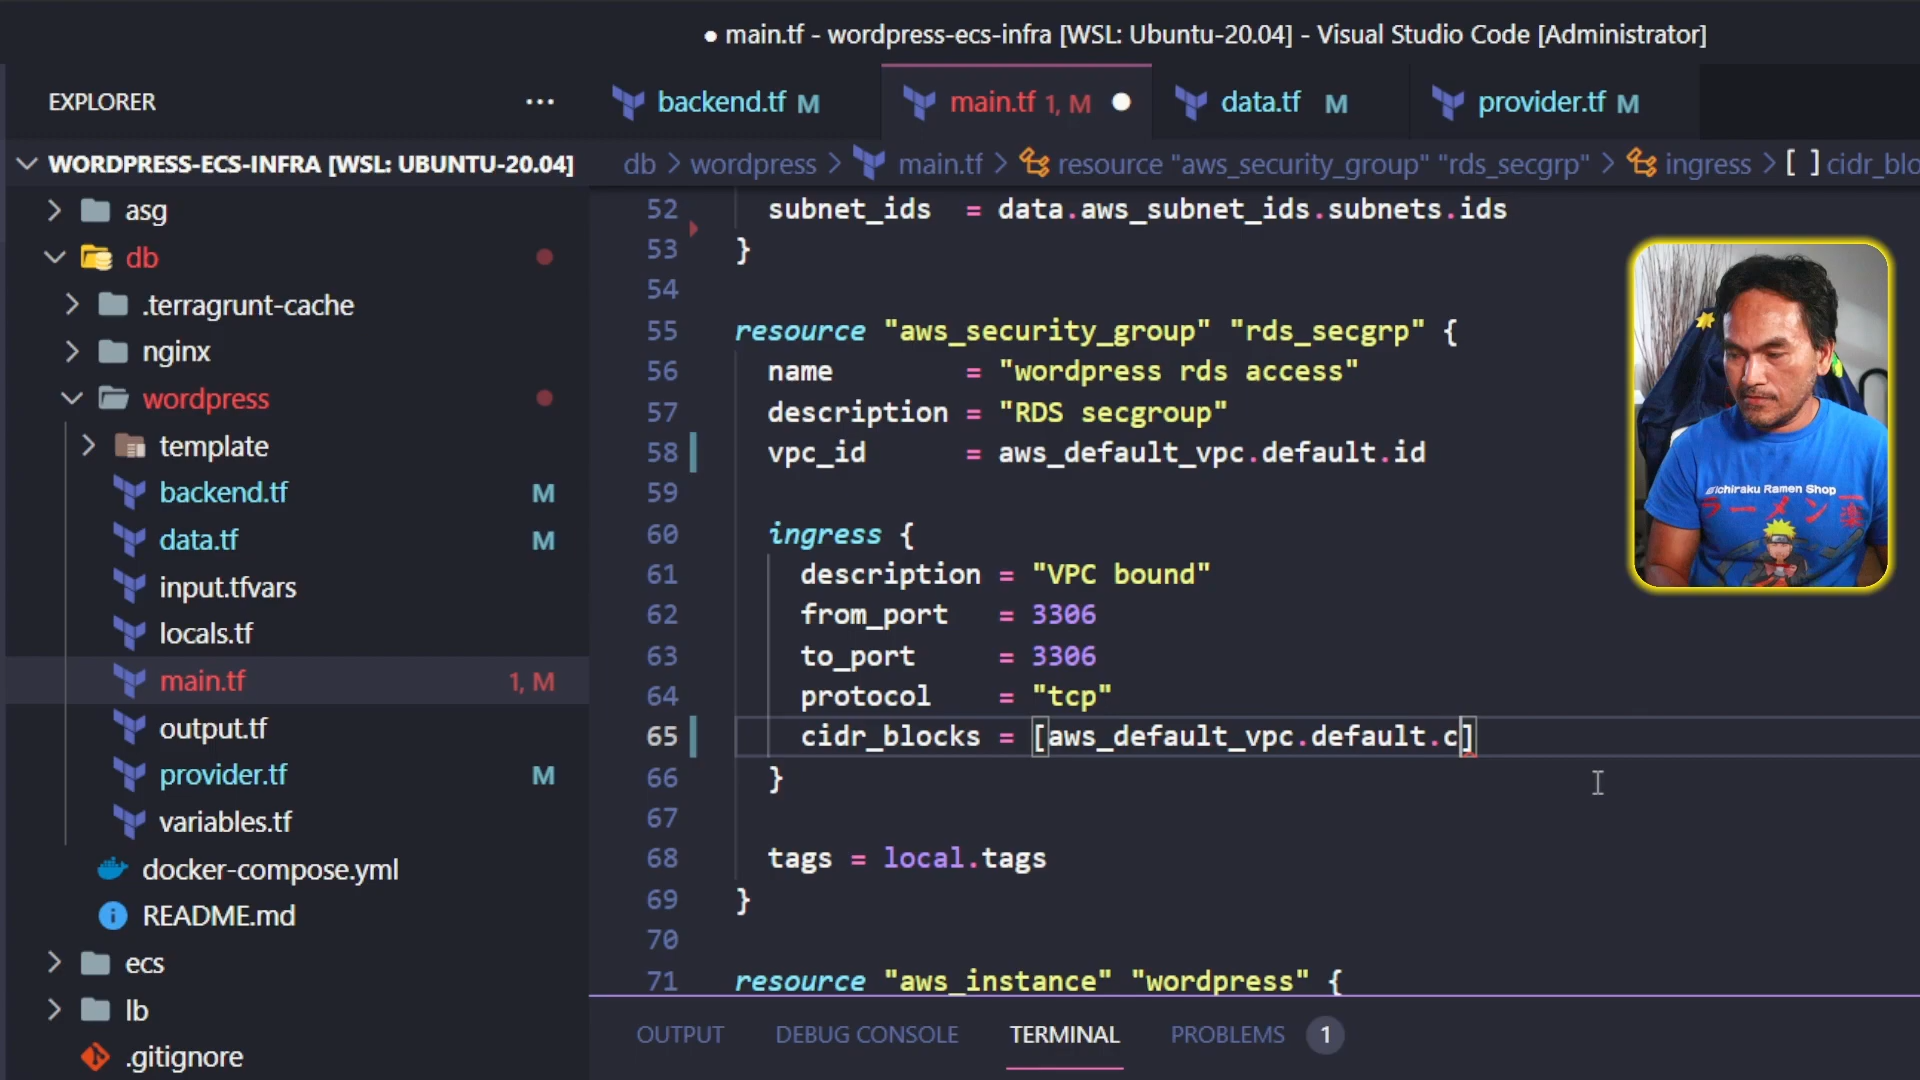 ● main.tf - wordpress-ecs-infra [WSL: Ubuntu-20.04] - Visual Studio Code [Administrator]
EXPLORER ···
backend.tf M
main.tf 1, M ●
data.tf M
provider.tf M
WORDPRESS-ECS-INFRA [WSL: UBUNTU-20.04]
db > wordpress > main.tf > resource "aws_security_group" "rds_secgrp" > ingress > [ ] cidr_blo
asg
db
.terragrunt-cache
nginx
wordpress
template
backend.tf M
data.tf M
input.tfvars
locals.tf
main.tf 1, M
output.tf
provider.tf M
variables.tf
docker-compose.yml
README.md
ecs
lb
.gitignore
52 subnet_ids = data.aws_subnet_ids.subnets.ids
53 }
54
55 resource "aws_security_group" "rds_secgrp" {
56 name = "wordpress rds access"
57 description = "RDS secgroup"
58 vpc_id = aws_default_vpc.default.id
59
60 ingress {
61 description = "VPC bound"
62 from_port = 3306
63 to_port = 3306
64 protocol = "tcp"
65 cidr_blocks = [aws_default_vpc.default.c]
66 }
67
68 tags = local.tags
69 }
70
71 resource "aws_instance" "wordpress" {
Ichiraku Ramen Shop
ラーメン
OUTPUT DEBUG CONSOLE TERMINAL PROBLEMS 1